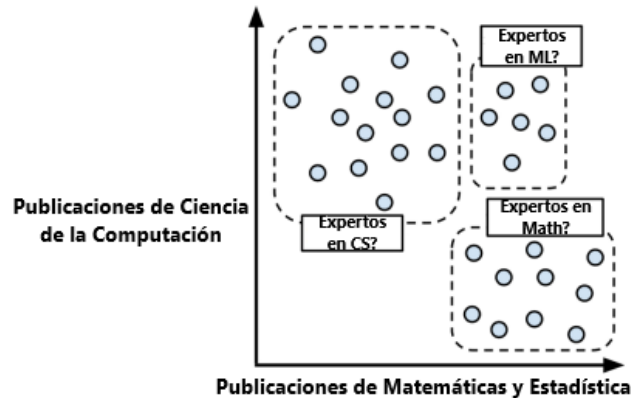 Expertos
en ML?
Publicaciones de Ciencia
de la Computación
Expertos
en CS?
Expertos en
Math?
Publicaciones de Matemáticas y Estadística